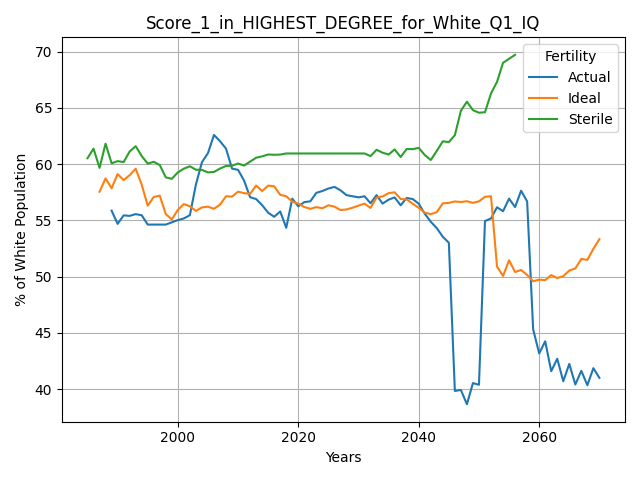 Score_1_in_HIGHEST_DEGREE_for_White_Q1_IQ
Fertility
Actual
Ideal
Sterile
% of White Population
70
65
60
55
50
45
40
2000
2020
2040
2060
Years